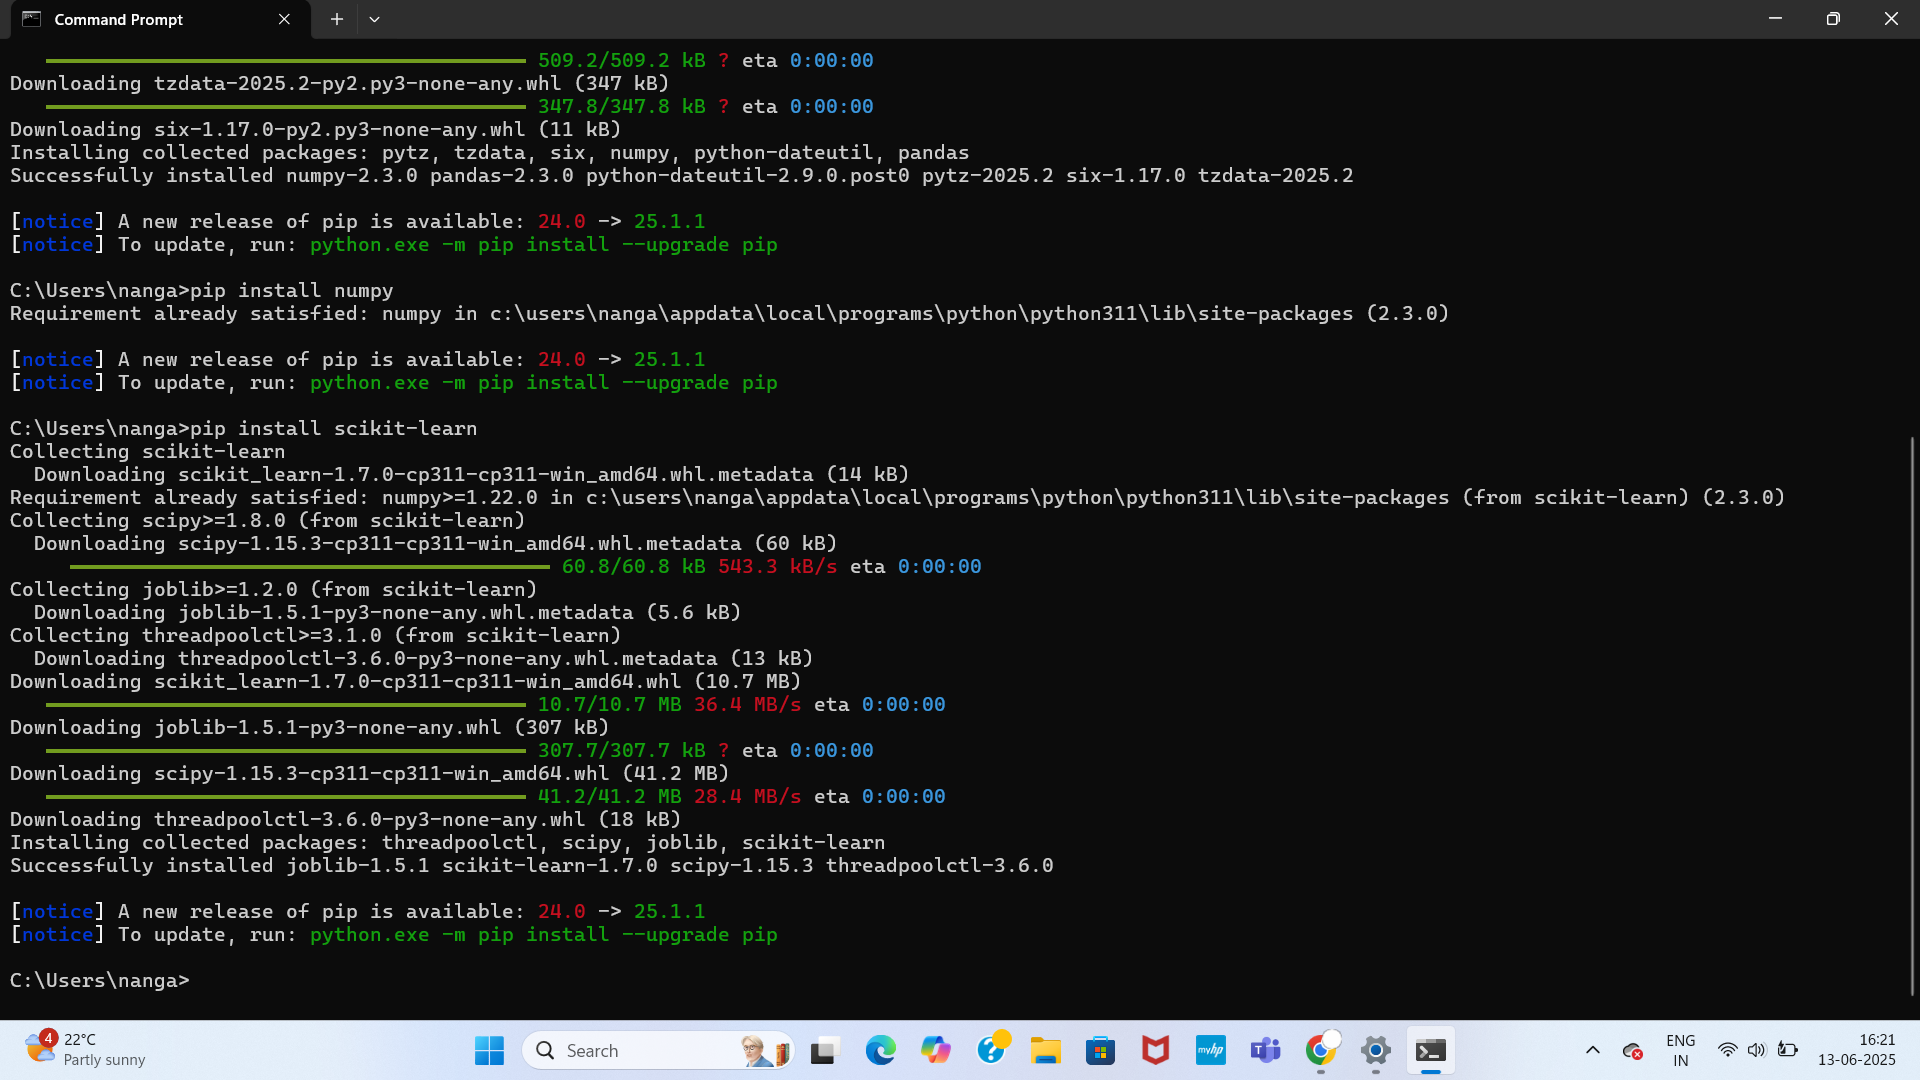 Command Prompt
509.2/509.2 kB ? eta 0:00:00
Downloading tzdata-2025.2-py2.py3-none-any.whl (347 kB)
347.8/347.8 kB ? eta 0:00:00
Downloading six-1.17.0-py2.py3-none-any.whl (11 kB)
Installing collected packages: pytz, tzdata, six, numpy, python-dateutil, pandas
Successfully installed numpy-2.3.0 pandas-2.3.0 python-dateutil-2.9.0.post0 pytz-2025.2 six-1.17.0 tzdata-2025.2
[notice] A new release of pip is available: 24.0 -> 25.1.1
[notice] To update, run: python.exe -m pip install --upgrade pip
C:\Users\nanga>pip install numpy
Requirement already satisfied: numpy in c:\users\nanga\appdata\local\programs\python\python311\lib\site-packages (2.3.0)
[notice] A new release of pip is available: 24.0 -> 25.1.1
[notice] To update, run: python.exe -m pip install --upgrade pip
C:\Users\nanga>pip install scikit-learn
Collecting scikit-learn
Downloading scikit_learn-1.7.0-cp311-cp311-win_amd64.whl.metadata (14 kB)
Requirement already satisfied: numpy>=1.22.0 in c:\users\nanga\appdata\local\programs\python\python311\lib\site-packages (from scikit-learn) (2.3.0)
Collecting scipy>=1.8.0 (from scikit-learn)
Downloading scipy-1.15.3-cp311-cp311-win_amd64.whl.metadata (60 kB)
60.8/60.8 kB 543.3 kB/s eta 0:00:00
Collecting joblib>=1.2.0 (from scikit-learn)
Downloading joblib-1.5.1-py3-none-any.whl.metadata (5.6 kB)
Collecting threadpoolctl>=3.1.0 (from scikit-learn)
Downloading threadpoolctl-3.6.0-py3-none-any.whl.metadata (13 kB)
Downloading scikit_learn-1.7.0-cp311-cp311-win_amd64.whl (10.7 MB)
10.7/10.7 MB 36.4 MB/s eta 0:00:00
Downloading joblib-1.5.1-py3-none-any.whl (307 kB)
307.7/307.7 kB ? eta 0:00:00
Downloading scipy-1.15.3-cp311-cp311-win_amd64.whl (41.2 MB)
41.2/41.2 MB 28.4 MB/s eta 0:00:00
Downloading threadpoolctl-3.6.0-py3-none-any.whl (18 kB)
Installing collected packages: threadpoolctl, scipy, joblib, scikit-learn
Successfully installed joblib-1.5.1 scikit-learn-1.7.0 scipy-1.15.3 threadpoolctl-3.6.0
[notice] A new release of pip is available: 24.0 -> 25.1.1
[notice] To update, run: python.exe -m pip install --upgrade pip
C:\Users\nanga>
4
22°C
Partly sunny
Search
myhp
T
ENG
IN
16:21
13-06-2025